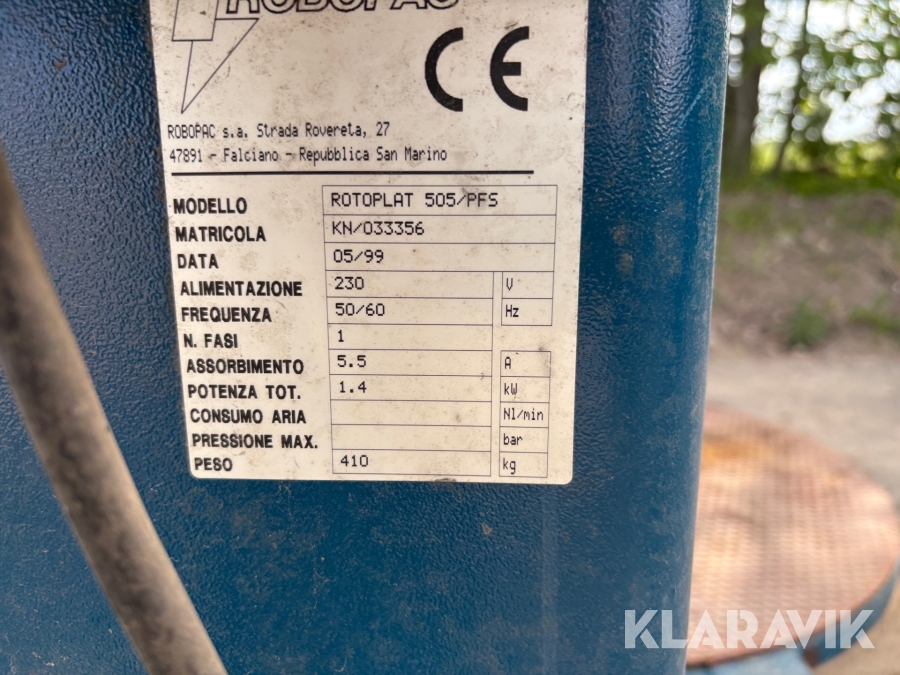 ROBOPAC
CE
ROBOPAC s.a. Strada Rovereta, 27
47891 - Falciano - Repubblica San Marino
MODELLO ROTOPLAT 505/PFS
MATRICOLA KN/033356
DATA 05/99
ALIMENTAZIONE 230 V
FREQUENZA 50/60 Hz
N. FASI 1
ASSORBIMENTO 5.5 A
POTENZA TOT. 1.4 kW
CONSUMO ARIA Nl/min
PRESSIONE MAX. bar
PESO 410 kg
KLARAVIK